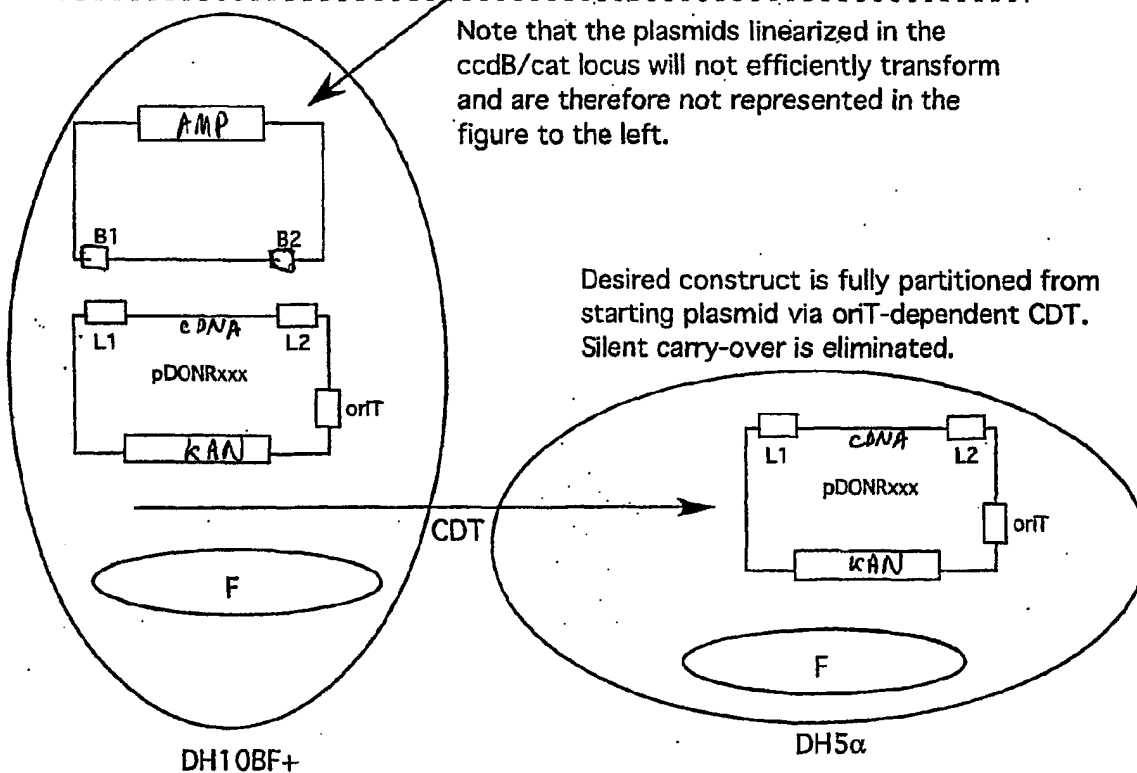 Note that the plasmids linearized in the
ccdB/cat locus will not efficiently transform
and are therefore not represented in the
figure to the left.
AMP
B1
B2
Desired construct is fully partitioned from
starting plasmid via oriT-dependent CDT.
Silent carry-over is eliminated.
cDNA
L1
L2
pDONRxxx
oriT
KAN
cDNA
L1
L2
pDONRxxx
oriT
KAN
CDT
F
F
DH10BF+
DH5α